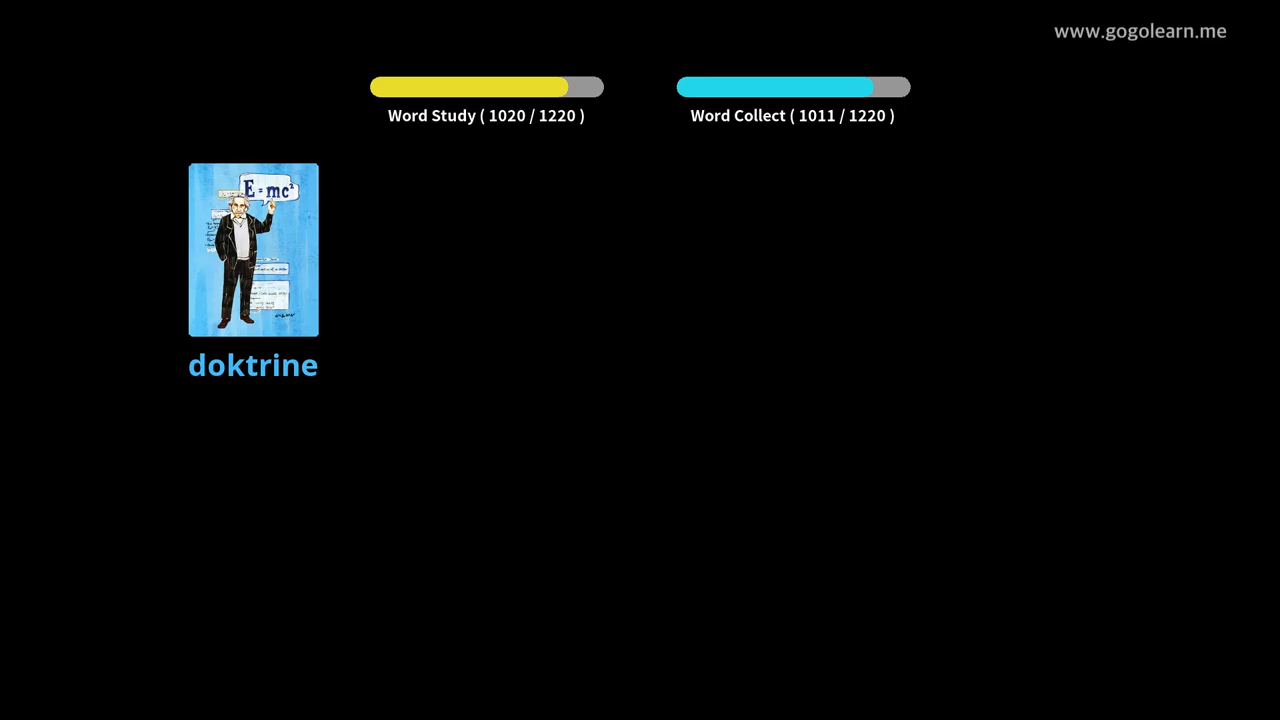 www.gogolearn.me
Word Study ( 1020 / 1220 )
Word Collect ( 1011 / 1220 )
E = mc²
doktrine